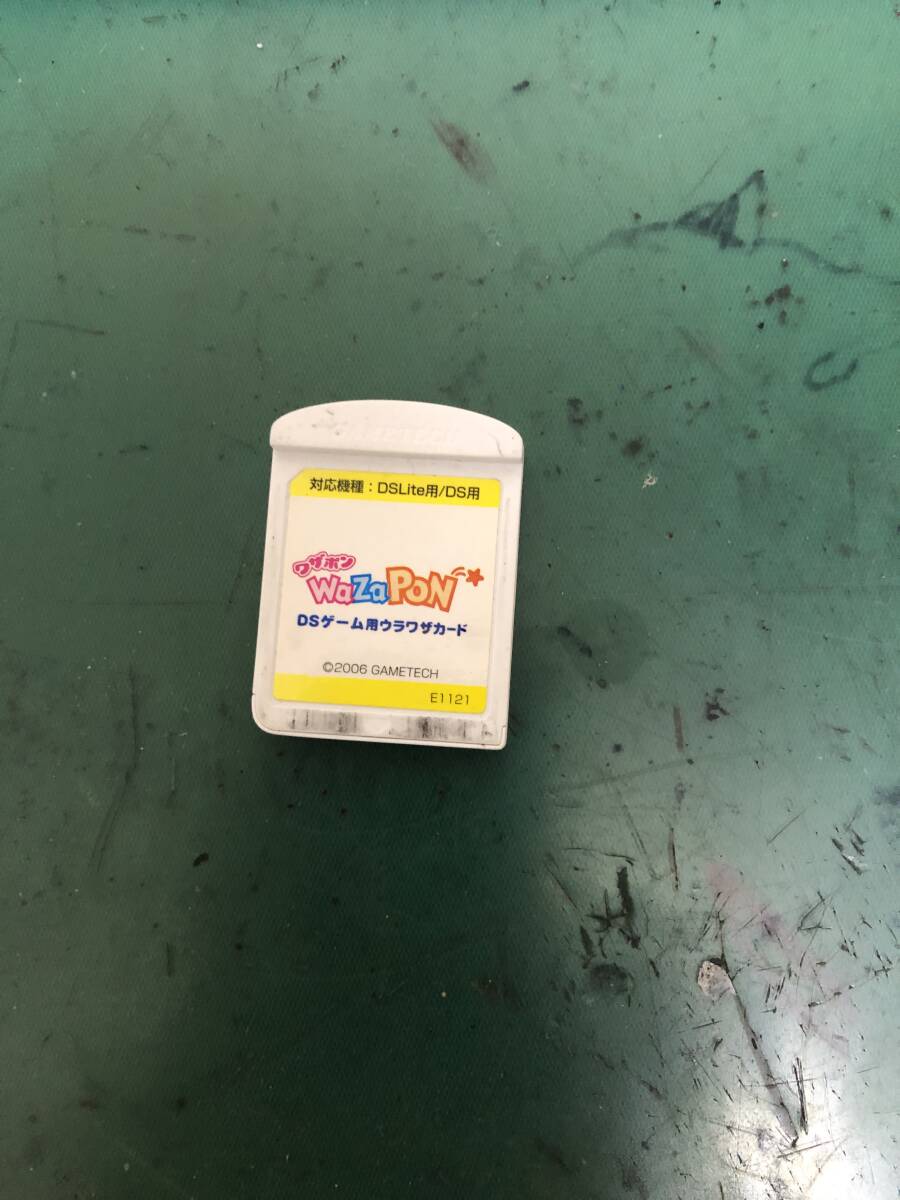 対応機種：DSLite用/DS用
ワザポン
WaZaPON
DSゲーム用ウラワザカード
©2006 GAMETECH
E1121